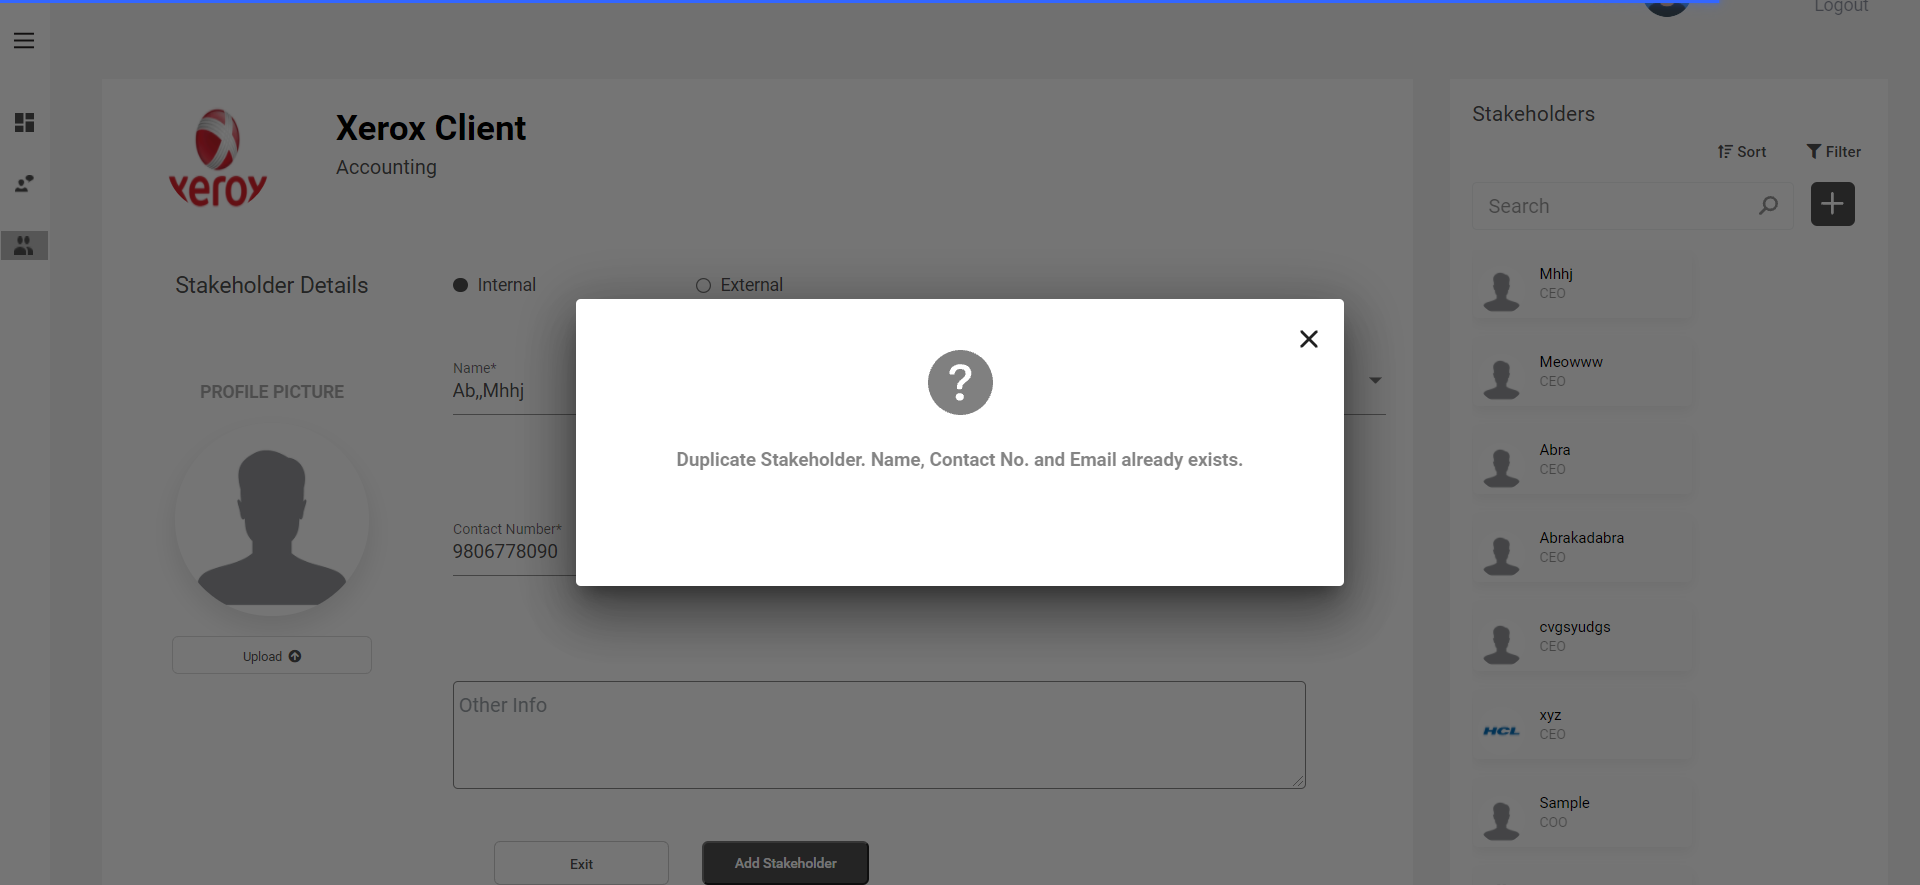 Logout
Xerox Client
Accounting
xerox
Stakeholder Details
Internal
External
PROFILE PICTURE
Name*
Ab,,Mhhj
Contact Number*
9806778090
Upload
Other Info
Exit
Add Stakeholder
?
Duplicate Stakeholder. Name, Contact No. and Email already exists.
Stakeholders
Sort
Filter
Search
Mhhj
CEO
Meowww
CEO
Abra
CEO
Abrakadabra
CEO
cvgsyudgs
CEO
HCL
xyz
CEO
Sample
COO